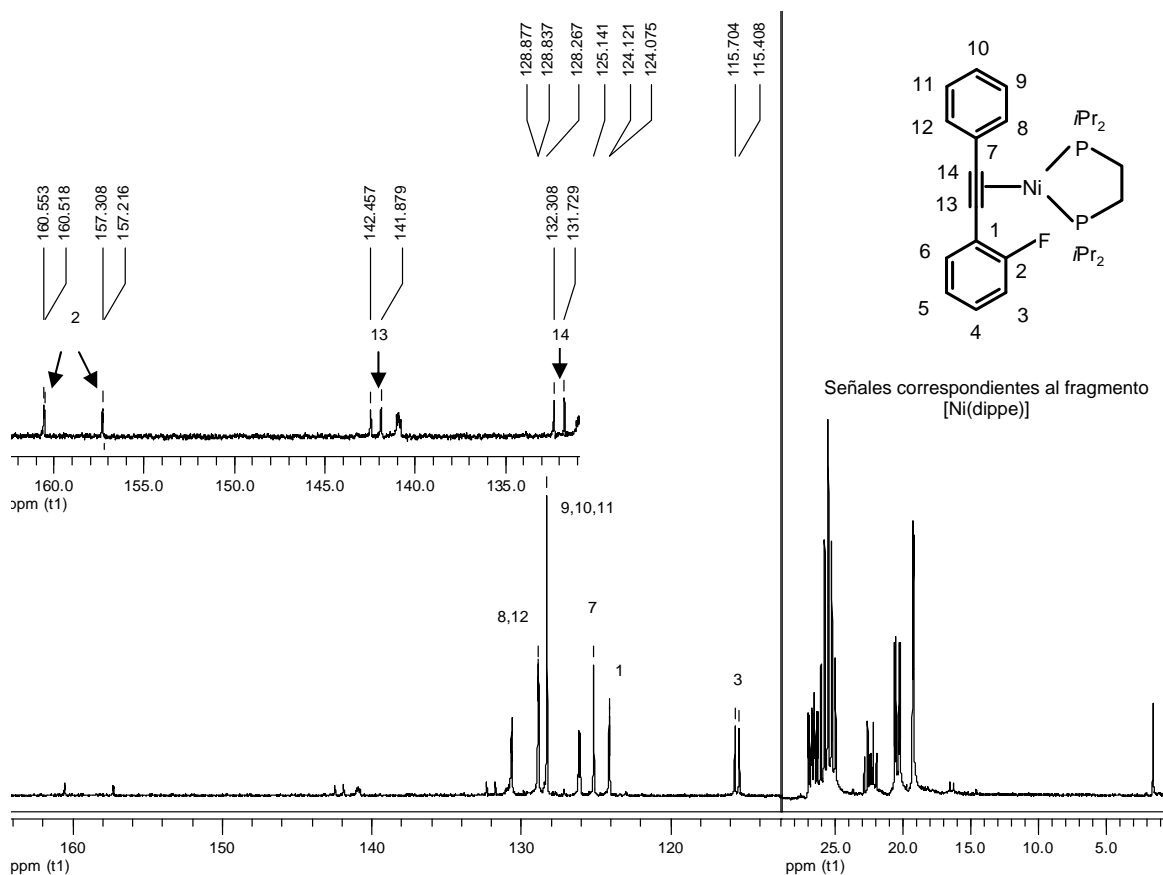 128.877
128.837
128.267
125.141
124.121
124.075
115.704
115.408
160.553
160.518
157.308
157.216
142.457
141.879
132.308
131.729
2
13
14
160.0 155.0 150.0 145.0 140.0 135.0
ppm (t1)
10
11
9
12
8
7
14
13
1
6
2
5
3
4
F
Ni
iPr2
P
P
iPr2
Señales correspondientes al fragmento
[Ni(dippe)]
9,10,11
8,12
7
1
3
160 150 140 130 120
ppm (t1)
25.0 20.0 15.0 10.0 5.0
ppm (t1)